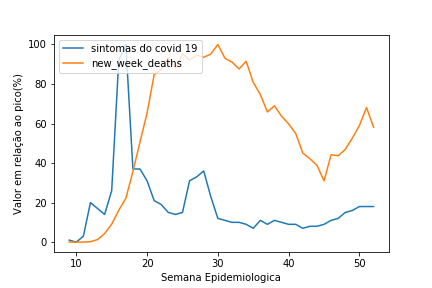 sintomas do covid 19
new_week_deaths
100
80
60
40
20
0
Valor em relação ao pico(%)
10
20
30
40
50
Semana Epidemiologica